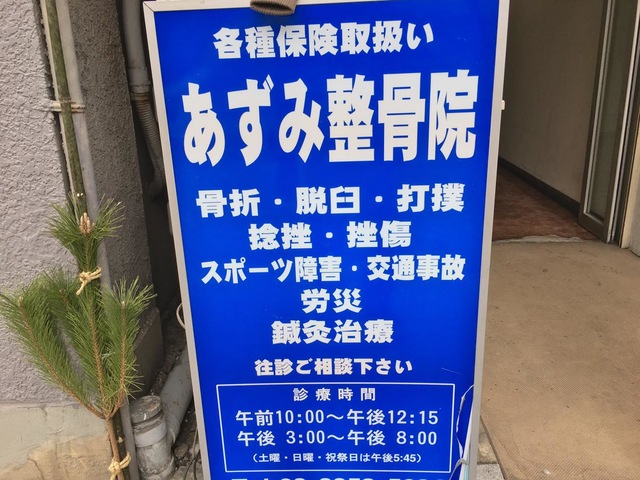 各種保険取扱い
あずみ整骨院
骨折・脱臼・打撲
捻挫・挫傷
スポーツ障害・交通事故
労災
鍼灸治療
往診ご相談下さい
診療時間
午前10:00～午後12:15
午後 3:00～午後 8:00
（土曜・日曜・祝祭日は午後5:45）